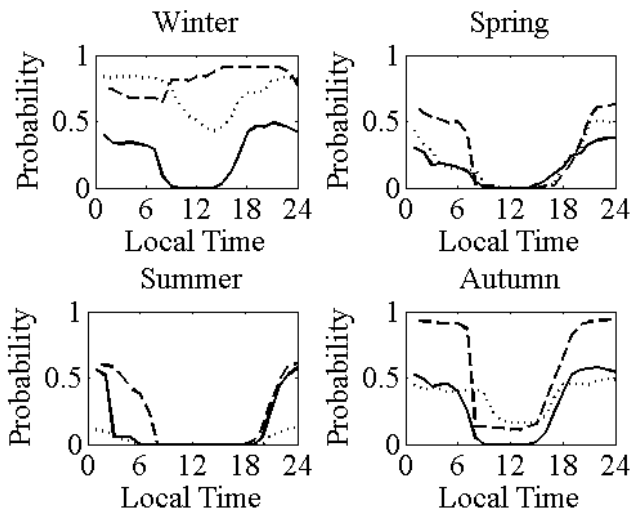 Winter
1
0.5
0
Probability
0 6 12 18 24
Local Time
Spring
1
0.5
0
Probability
0 6 12 18 24
Local Time
Summer
1
0.5
0
Probability
0 6 12 18 24
Local Time
Autumn
1
0.5
0
Probability
0 6 12 18 24
Local Time